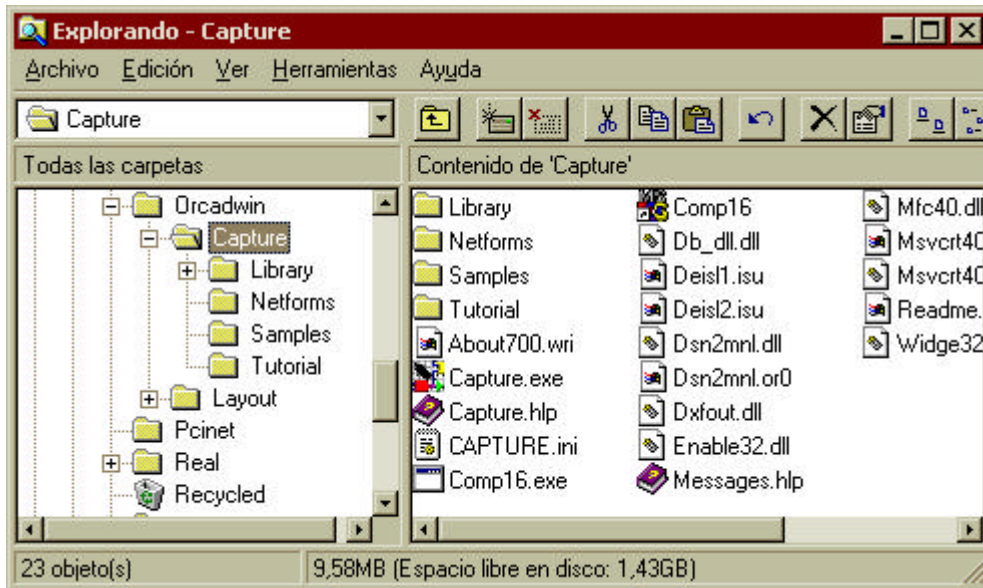 Explorando - Capture
Archivo Edición Ver Herramientas Ayuda
Capture
Todas las carpetas
Contenido de 'Capture'
Orcadwin
Capture
Library
Netforms
Samples
Tutorial
Layout
Pcinet
Real
Recycled
Library
Netforms
Samples
Tutorial
About700.wri
Capture.exe
Capture.hlp
CAPTURE.ini
Comp16.exe
Comp16
Db_dll.dll
Deisl1.isu
Deisl2.isu
Dsn2mnl.dll
Dsn2mnl.or0
Dxfout.dll
Enable32.dll
Messages.hlp
Mfc40.dll
Msvcrt40
Msvcrt40
Readme.
Widge32
23 objeto(s)
9,58MB (Espacio libre en disco: 1,43GB)